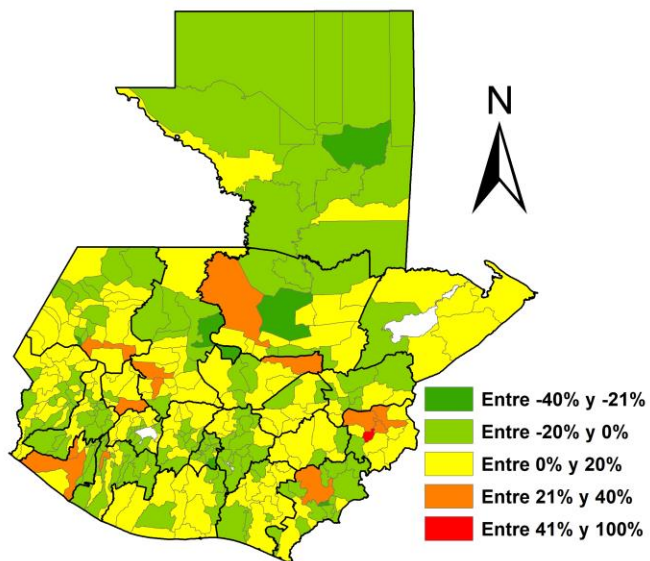 N
Entre -40% y -21%
Entre -20% y 0%
Entre 0% y 20%
Entre 21% y 40%
Entre 41% y 100%